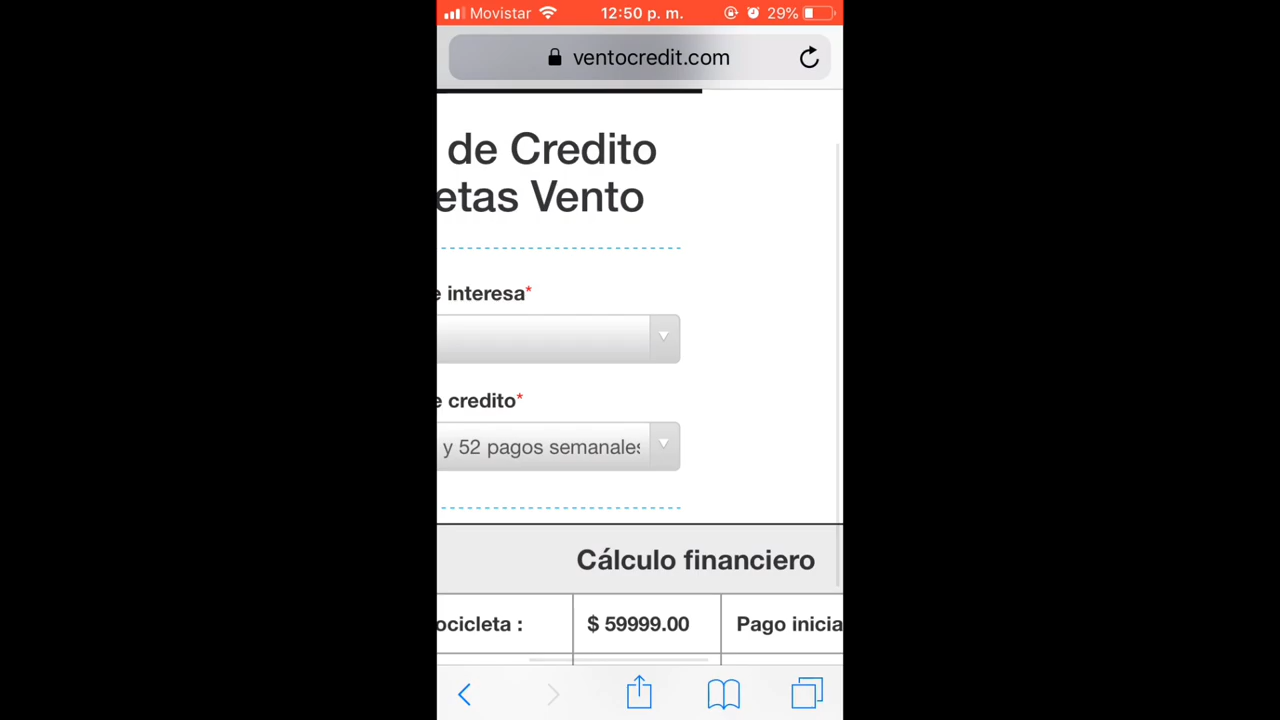 Movistar 12:50 p. m. 29%
ventocredit.com
de Credito
etas Vento
e interesa*
e credito*
y 52 pagos semanales
Cálculo financiero
ocicleta : $ 59999.00 Pago inicia